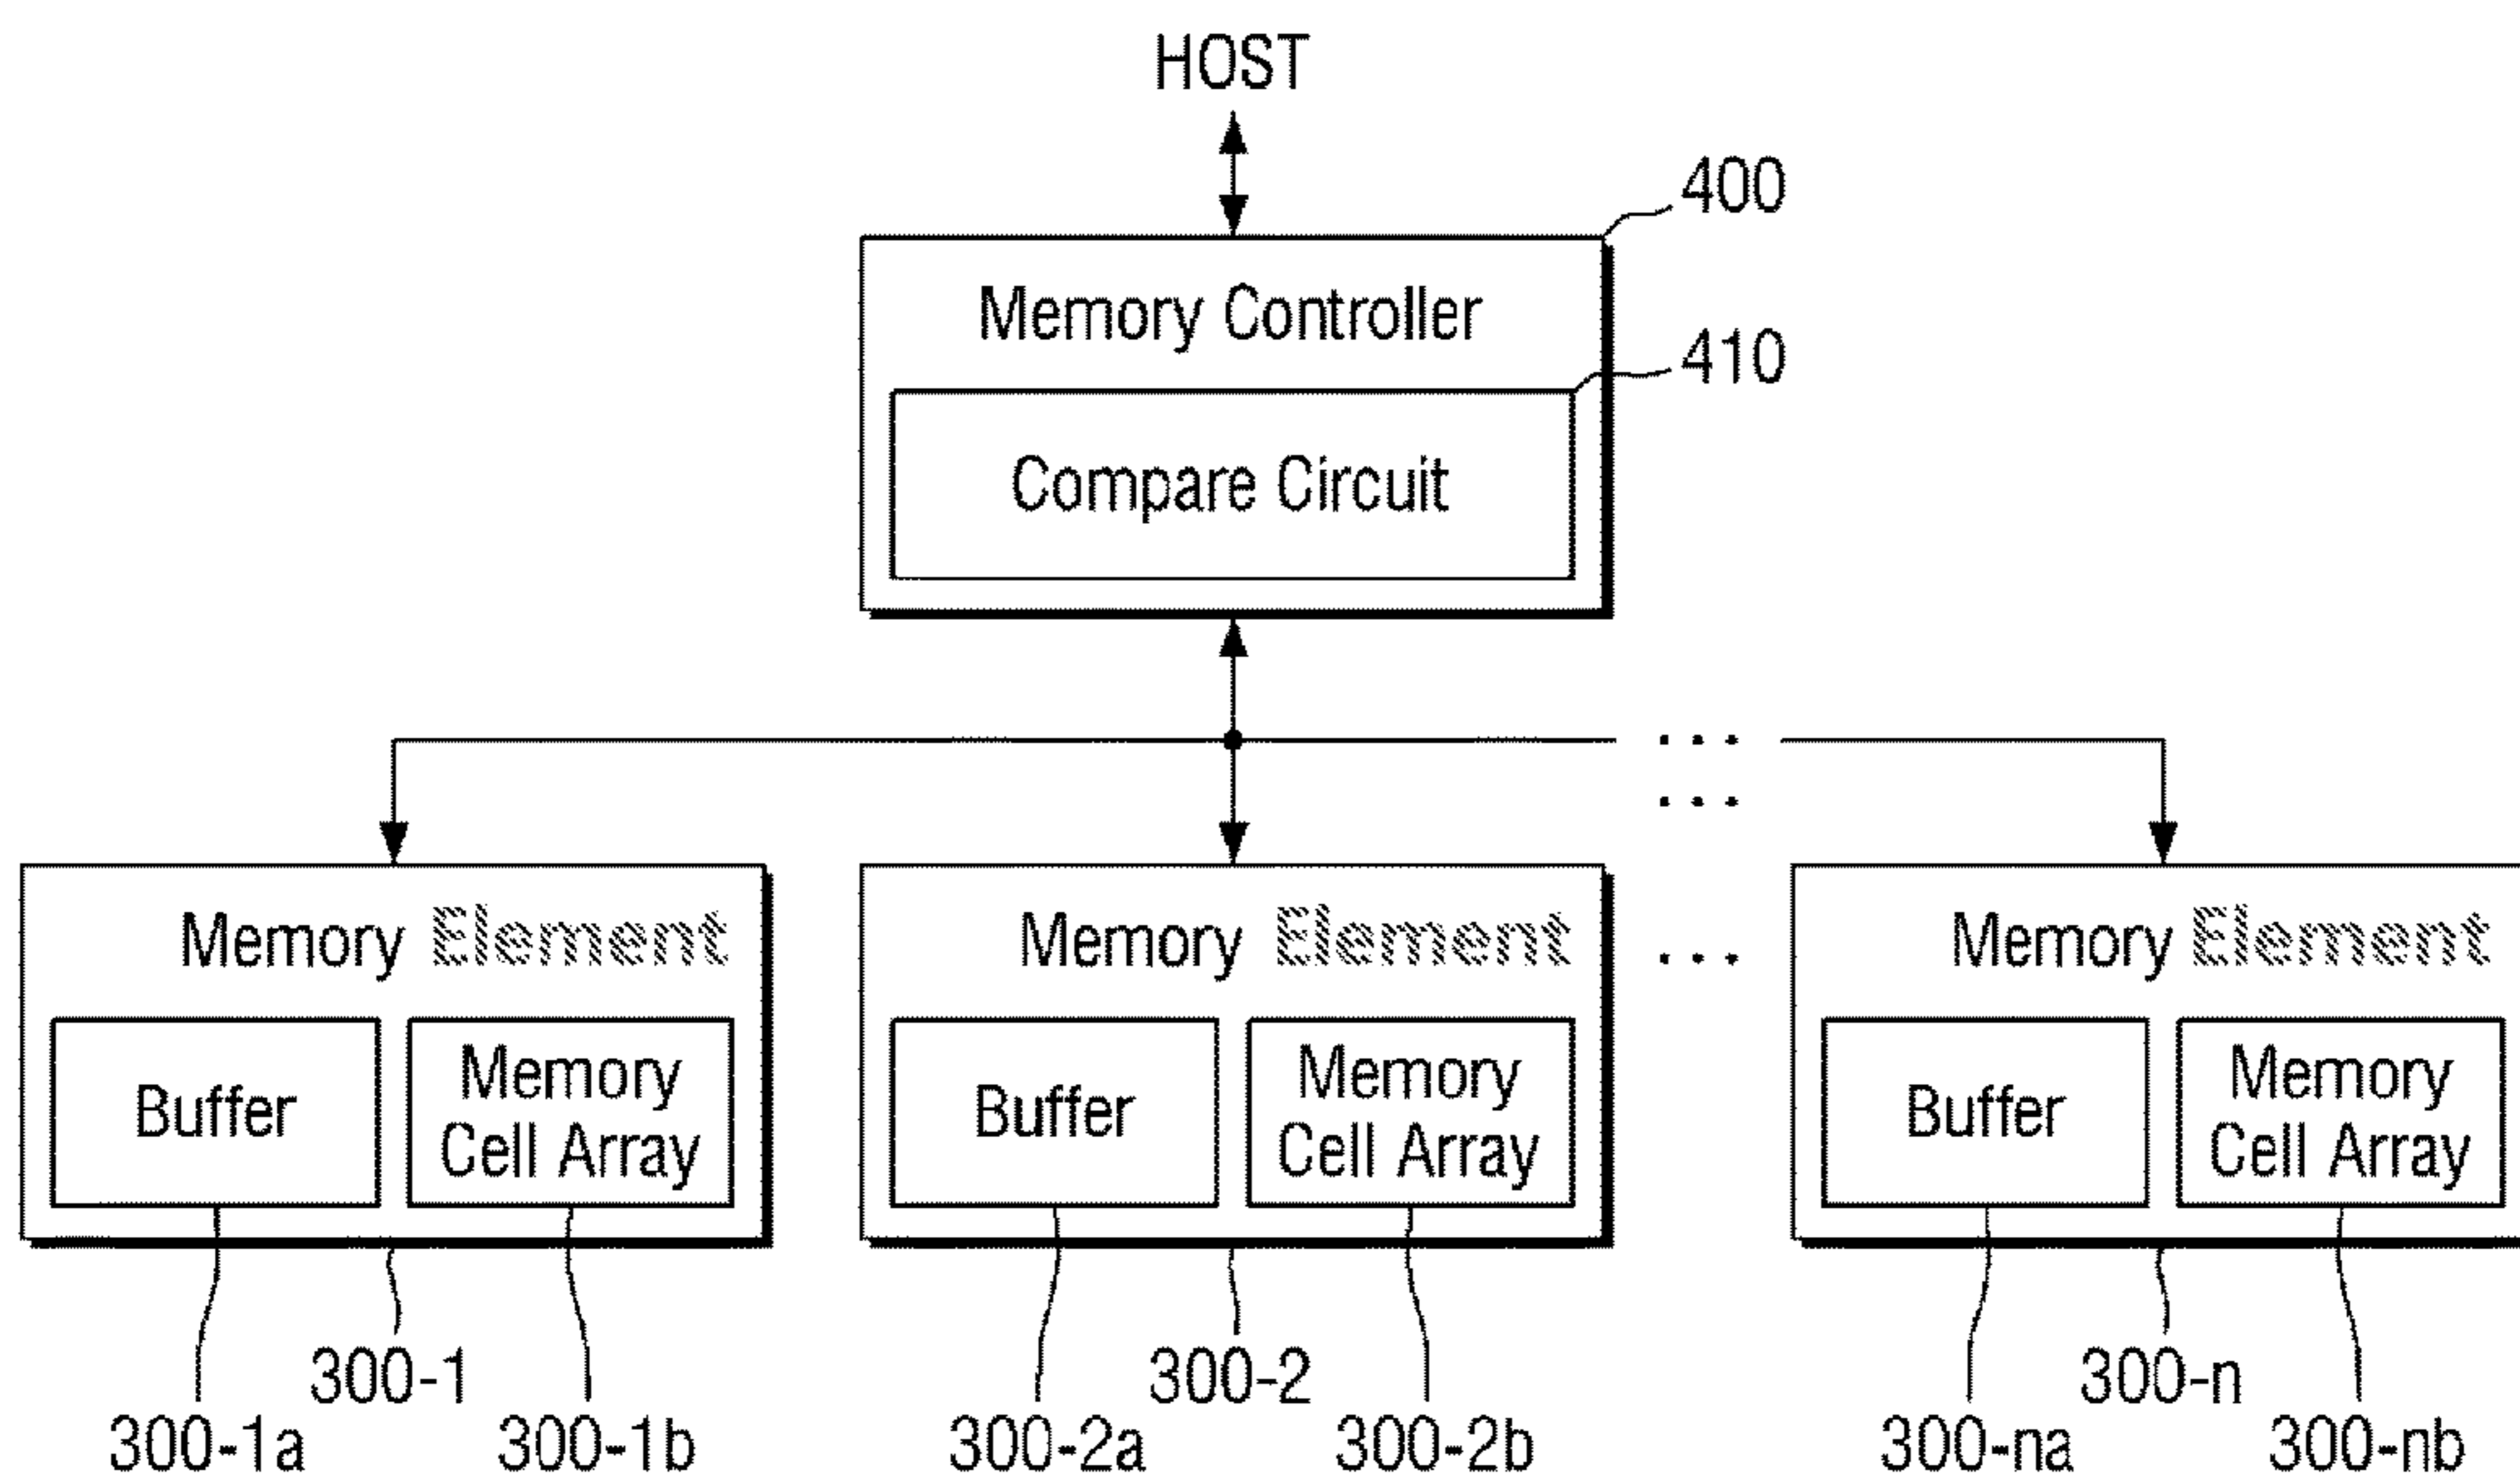 HOST
400
Memory Controller
410
Compare Circuit
Memory Element
Memory Element
...
Memory Element
Buffer
Memory
Cell Array
Buffer
Memory
Cell Array
Buffer
Memory
Cell Array
300-1
300-2
300-n
300-1a
300-1b
300-2a
300-2b
300-na
300-nb